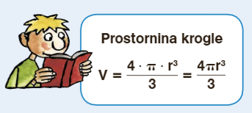 Prostornina krogle
V = 4 · π · r³ / 3 = 4πr³ / 3